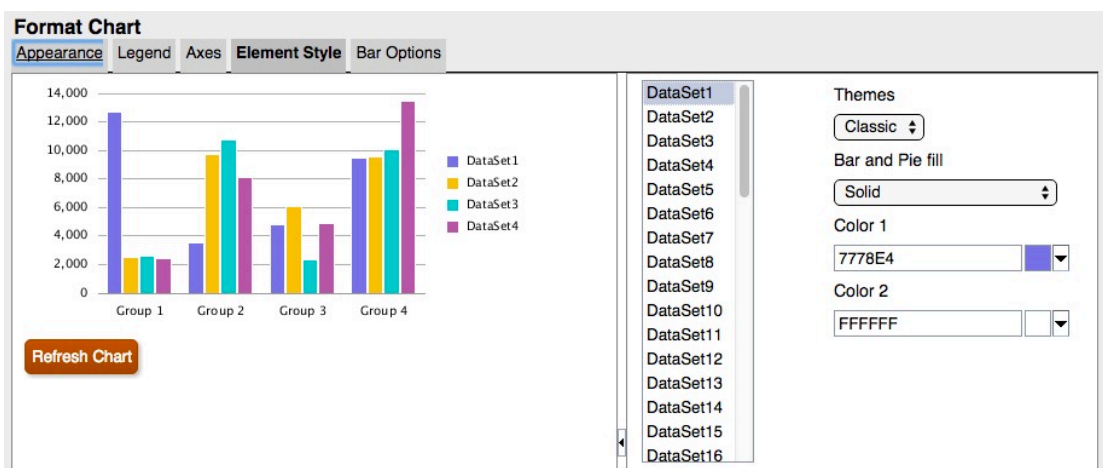 Format Chart
Appearance Legend Axes Element Style Bar Options
14,000
12,000
10,000
8,000
6,000
4,000
2,000
0
Group 1 Group 2 Group 3 Group 4
DataSet1
DataSet2
DataSet3
DataSet4
Refresh Chart
DataSet1
DataSet2
DataSet3
DataSet4
DataSet5
DataSet6
DataSet7
DataSet8
DataSet9
DataSet10
DataSet11
DataSet12
DataSet13
DataSet14
DataSet15
DataSet16
Themes
Classic
Bar and Pie fill
Solid
Color 1
7778E4
Color 2
FFFFFF